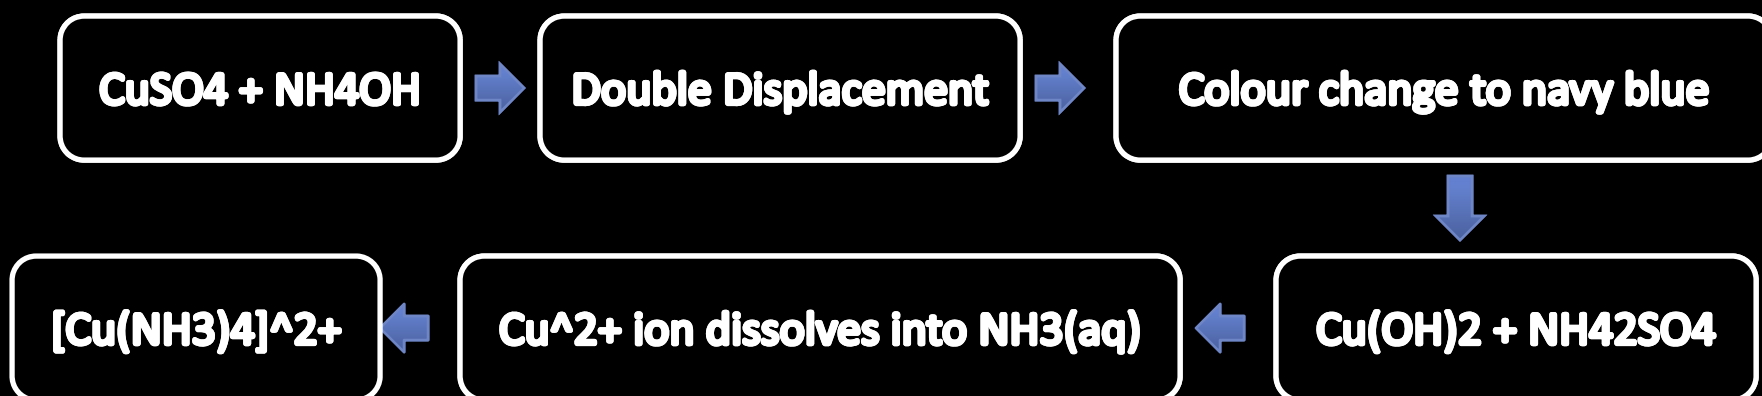 CuSO4 + NH4OH
Double Displacement
Colour change to navy blue
Cu(OH)2 + NH42SO4
Cu^2+ ion dissolves into NH3(aq)
[Cu(NH3)4]^2+